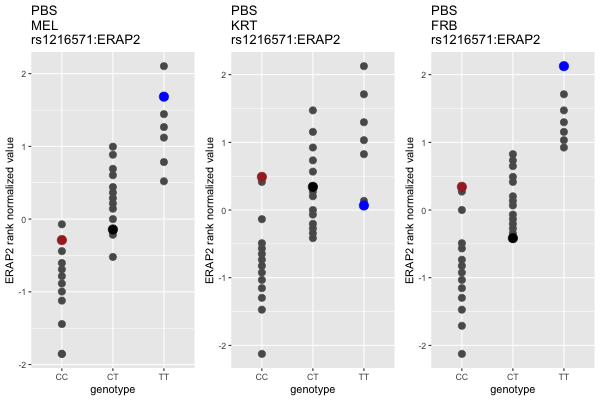 PBS
MEL
rs1216571:ERAP2
ERAP2 rank normalized value
2
1
0
-1
-2
CC CT TT
genotype
PBS
KRT
rs1216571:ERAP2
ERAP2 rank normalized value
2
1
0
-1
-2
CC CT TT
genotype
PBS
FRB
rs1216571:ERAP2
ERAP2 rank normalized value
2
1
0
-1
-2
CC CT TT
genotype